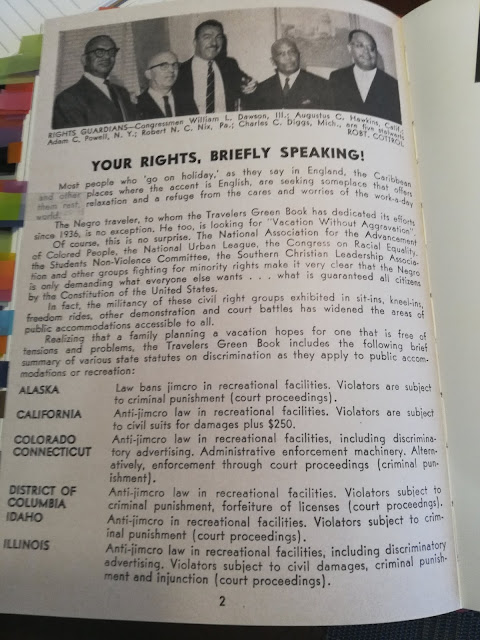 RIGHTS GUARDIANS—Congressmen William L. Dawson, Ill.; Augustus C. Hawkins, Calif.;
Adam C. Powell, N. Y.; Robert N. C. Nix, Pa.; Charles C. Diggs, Mich., are five stalwarts
ROBT. COTTROL
YOUR RIGHTS, BRIEFLY SPEAKING!
Most people who 'go on holiday,' as they say in England, the Caribbean
and other places where the accent is English, are seeking someplace that offers
them rest, relaxation and a refuge from the cares and worries of the work-a-day
world.
The Negro traveler, to whom the Travelers Green Book has dedicated its efforts
since 1936, is no exception. He too, is looking for "Vacation Without Aggravation".
Of course, this is no surprise. The National Association for the Advancement
of Colored People, the National Urban League, the Congress on Racial Equality,
the Students Non-Violence Committee, the Southern Christian Leadership Associa-
tion and other groups fighting for minority rights make it very clear that the Negro
is only demanding what everyone else wants . . . what is guaranteed all citizens
by the Constitution of the United States.
In fact, the militancy of these civil right groups exhibited in sit-ins, kneel-ins,
freedom rides, other demonstration and court battles has widened the areas of
public accommodations accessible to all.
Realizing that a family planning a vacation hopes for one that is free of
tensions and problems, the Travelers Green Book includes the following brief
summary of various state statutes on discrimination as they apply to public accom-
modations or recreation:
ALASKA Law bans jimcro in recreational facilities. Violators are subject
to criminal punishment (court proceedings).
CALIFORNIA Anti-jimcro law in recreational facilities. Violators are subject
to civil suits for damages plus $250.
COLORADO Anti-jimcro law in recreational facilities, including discrimina-
CONNECTICUT tory advertising. Administrative enforcement machinery. Altern-
atively, enforcement through court proceedings (criminal pun-
ishment).
DISTRICT OF Anti-jimcro law in recreational facilities. Violators subject to
COLUMBIA criminal punishment, forfeiture of licenses (court proceedngs).
IDAHO Anti-jimcro in recreational facilities. Violators subject to crim-
inal punishment (court proceedings).
ILLINOIS Anti-jimcro law in recreational facilities, including discriminatory
advertising. Violators subject to civil damages, criminal punish-
ment and injunction (court proceedings).
2